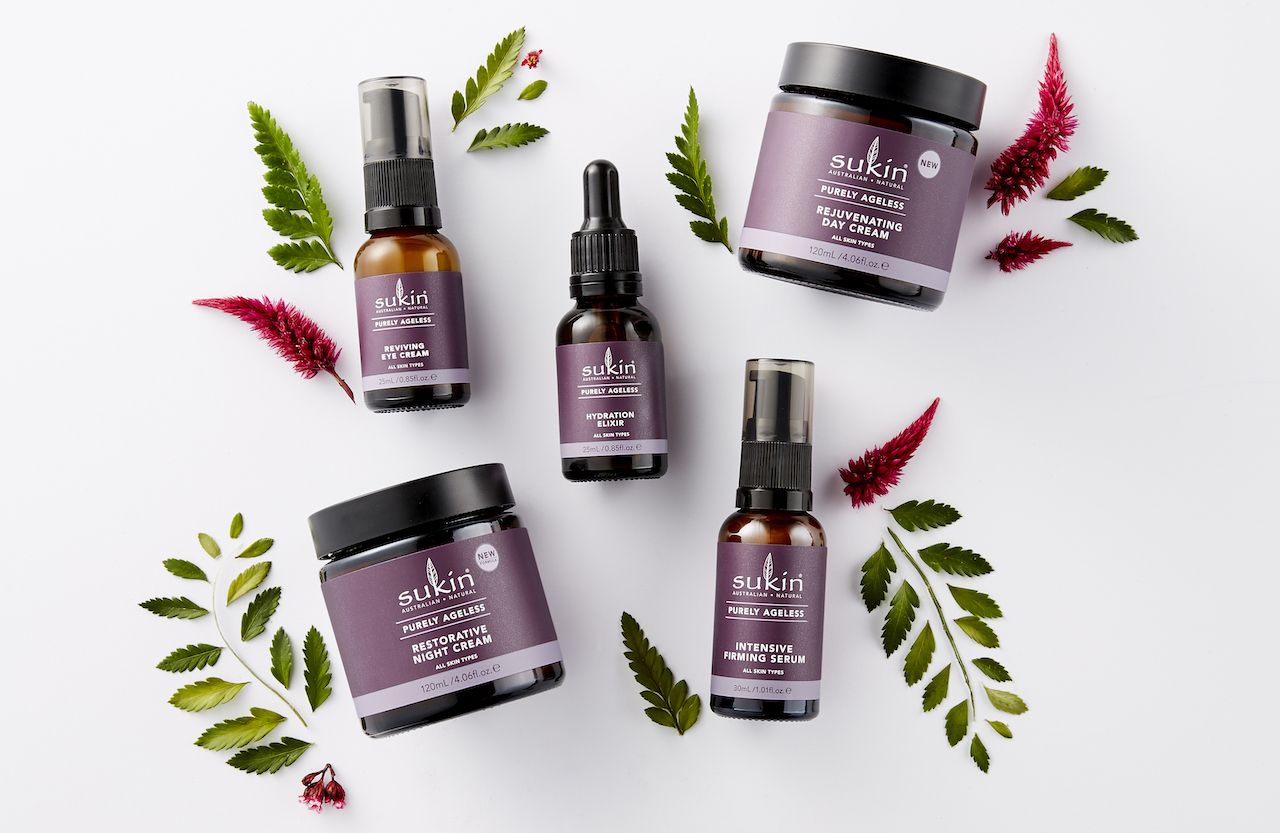 sukin®
AUSTRALIAN • NATURAL
PURELY AGELESS
REVIVING
EYE CREAM
ALL SKIN TYPES
25mL/0.85fl.oz.℮
sukin®
AUSTRALIAN • NATURAL
PURELY AGELESS
HYDRATION
ELIXIR
ALL SKIN TYPES
25mL/0.85fl.oz.℮
sukin®
AUSTRALIAN • NATURAL
NEW
PURELY AGELESS
REJUVENATING
DAY CREAM
ALL SKIN TYPES
120mL/4.06fl.oz.℮
sukin®
AUSTRALIAN • NATURAL
NEW
FORMULA
PURELY AGELESS
RESTORATIVE
NIGHT CREAM
ALL SKIN TYPES
120mL/4.06fl.oz.℮
sukin®
AUSTRALIAN • NATURAL
PURELY AGELESS
INTENSIVE
FIRMING SERUM
ALL SKIN TYPES
30mL/1.01fl.oz.℮